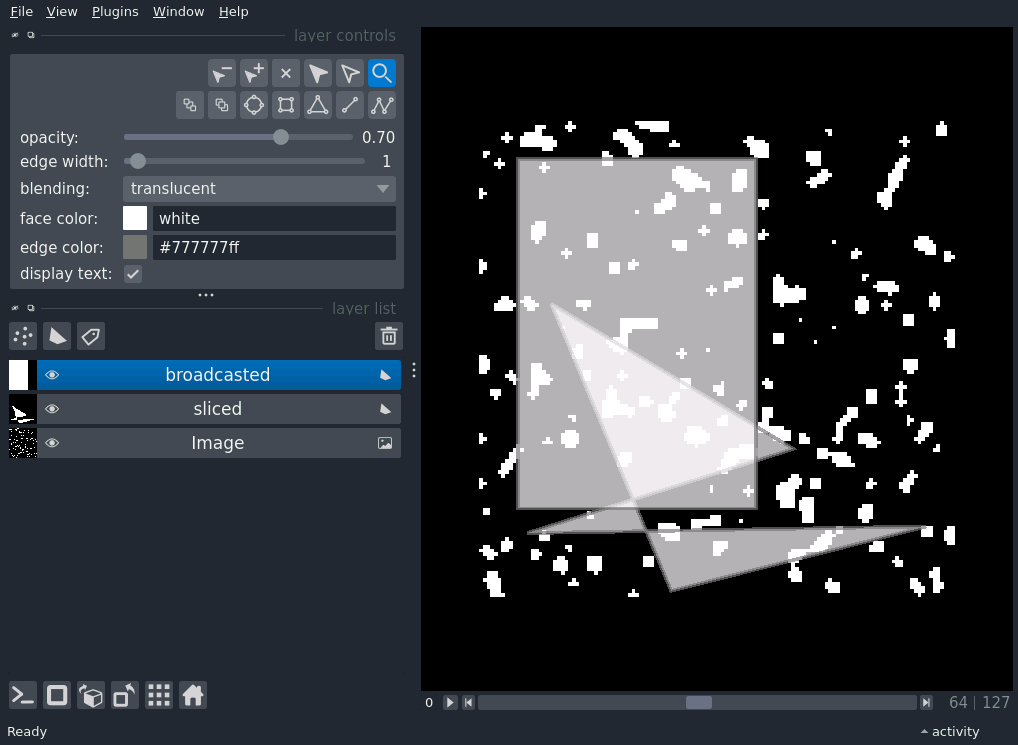 File View Plugins Window Help
layer controls
opacity: 0.70
edge width: 1
blending: translucent
face color: white
edge color: #777777ff
display text:
layer list
broadcasted
sliced
Image
0 64 | 127
Ready activity